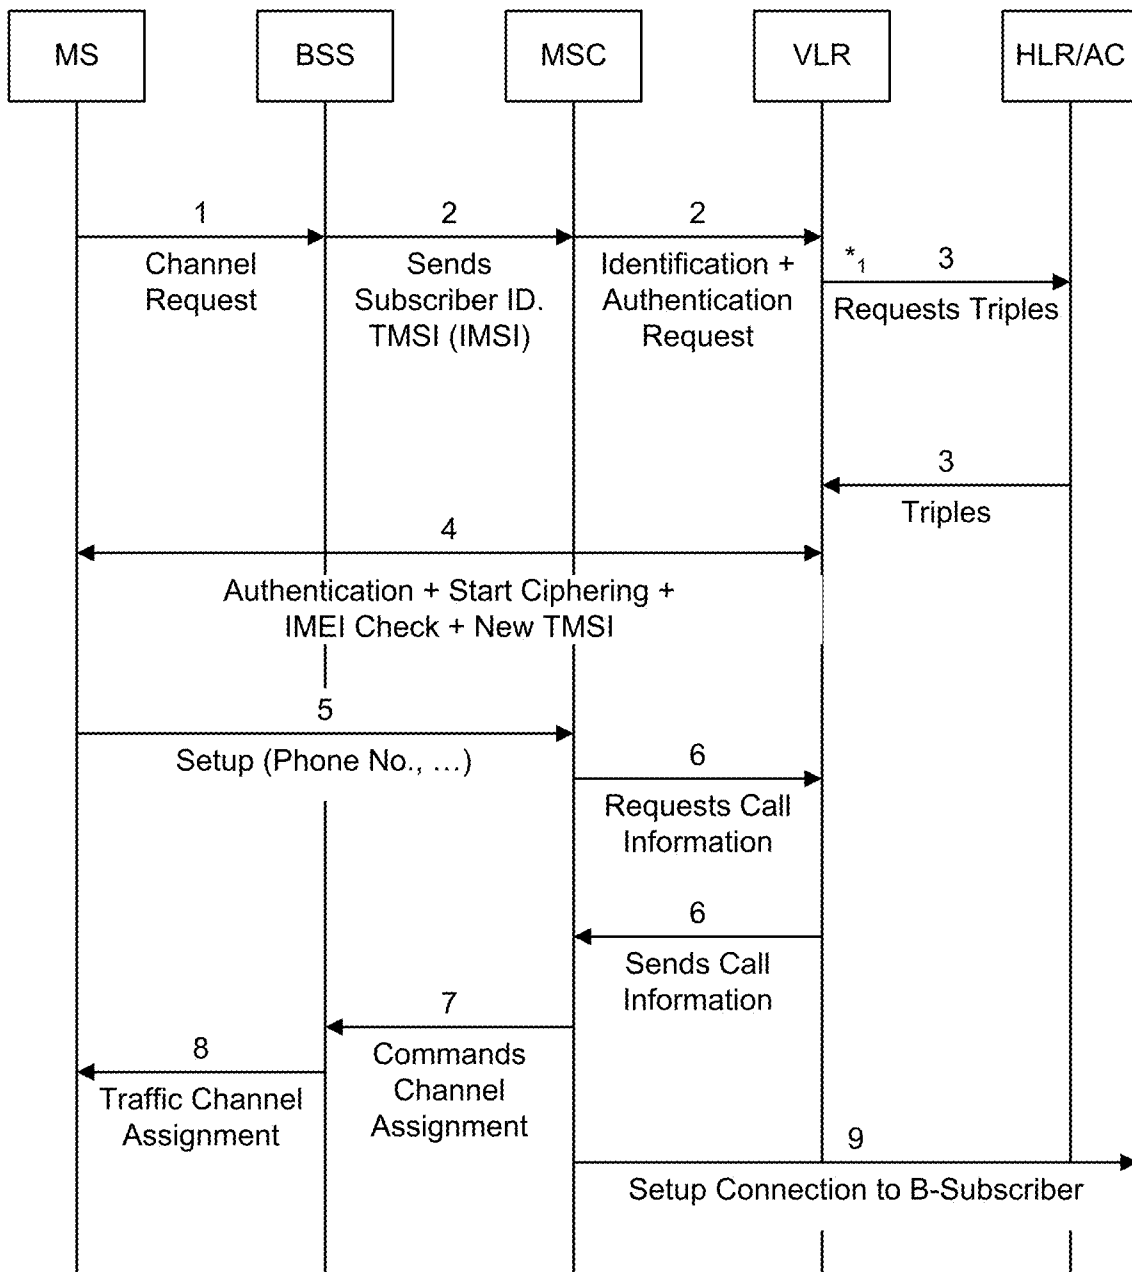 MS
BSS
MSC
VLR
HLR/AC
1
Channel
Request
2
Sends
Subscriber ID.
TMSI (IMSI)
2
Identification +
Authentication
Request
*1
3
Requests Triples
3
Triples
4
Authentication + Start Ciphering +
IMEI Check + New TMSI
5
Setup (Phone No., …)
6
Requests Call
Information
6
Sends Call
Information
7
Commands
Channel
Assignment
8
Traffic Channel
Assignment
9
Setup Connection to B-Subscriber